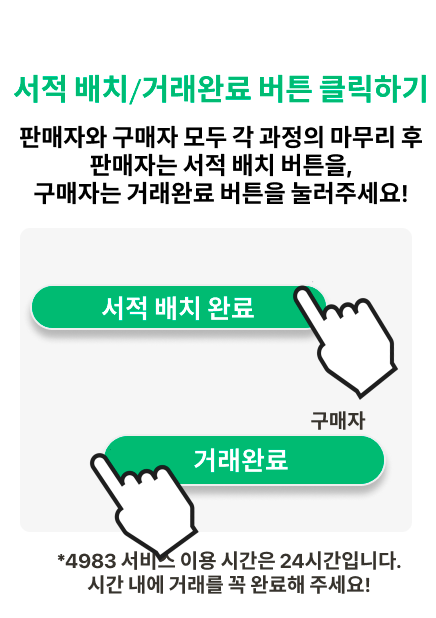 서적 배치/거래완료 버튼 클릭하기
판매자와 구매자 모두 각 과정의 마무리 후
판매자는 서적 배치 버튼을,
구매자는 거래완료 버튼을 눌러주세요!
서적 배치 완료
구매자
거래완료
*4983 서비스 이용 시간은 24시간입니다.
시간 내에 거래를 꼭 완료해 주세요!